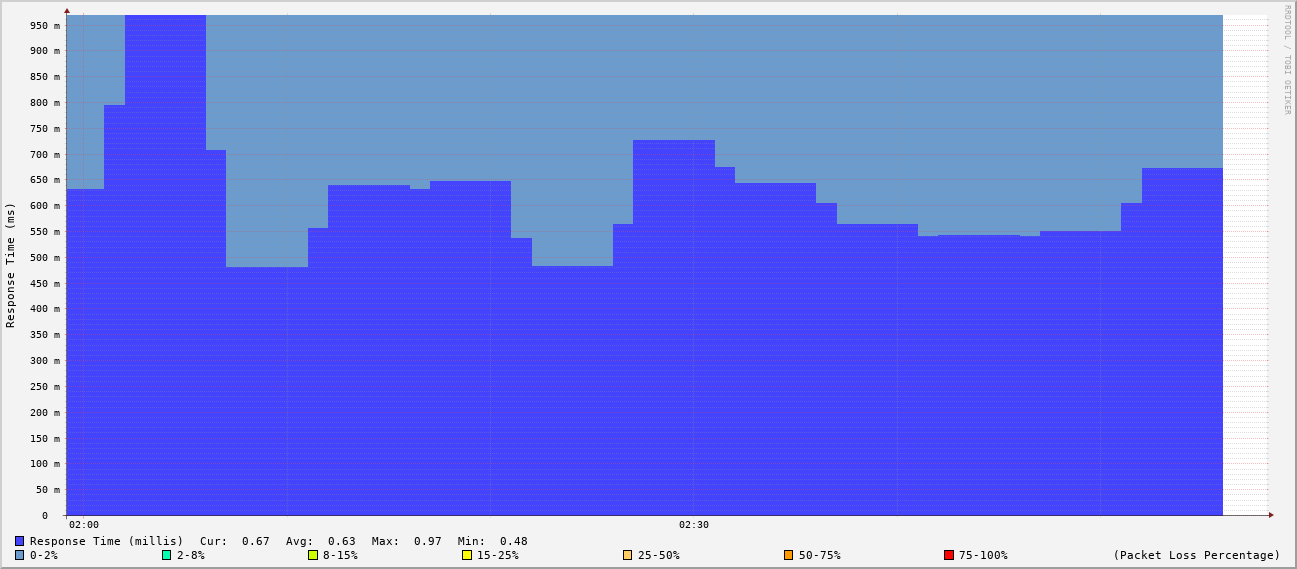 RRDTOOL / TOBI OETIKER
Response Time (ms)
950 m
900 m
850 m
800 m
750 m
700 m
650 m
600 m
550 m
500 m
450 m
400 m
350 m
300 m
250 m
200 m
150 m
100 m
50 m
0
02:00 02:30
Response Time (millis) Cur: 0.67 Avg: 0.63 Max: 0.97 Min: 0.48
0-2% 2-8% 8-15% 15-25% 25-50% 50-75% 75-100% (Packet Loss Percentage)